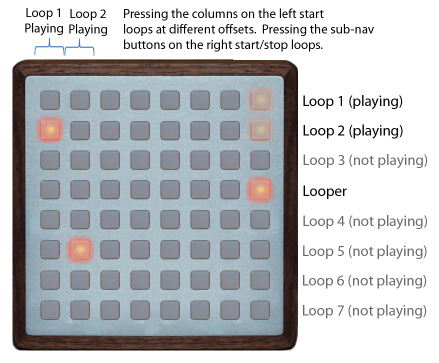 Loop 1 Loop 2
Playing Playing
Pressing the columns on the left start
loops at different offsets. Pressing the sub-nav
buttons on the right start/stop loops.
Loop 1 (playing)
Loop 2 (playing)
Loop 3 (not playing)
Looper
Loop 4 (not playing)
Loop 5 (not playing)
Loop 6 (not playing)
Loop 7 (not playing)